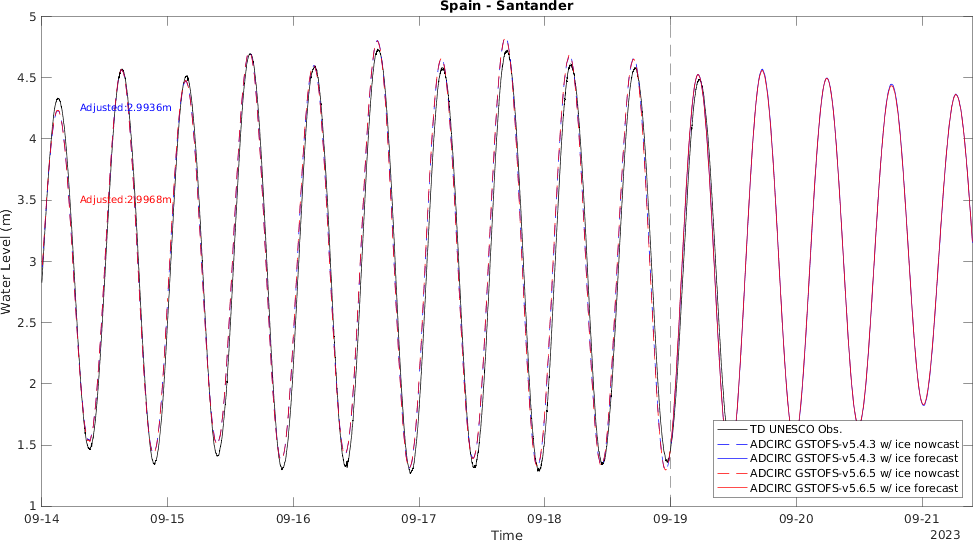 Spain - Santander
5
4.5
4
3.5
3
2.5
2
1.5
1
Water Level (m)
Adjusted:2.9936m
Adjusted:2.9968m
TD UNESCO Obs.
ADCIRC GSTOFS-v5.4.3 w/ ice nowcast
ADCIRC GSTOFS-v5.4.3 w/ ice forecast
ADCIRC GSTOFS-v5.6.5 w/ ice nowcast
ADCIRC GSTOFS-v5.6.5 w/ ice forecast
09-14 09-15 09-16 09-17 09-18 09-19 09-20 09-21
Time
2023